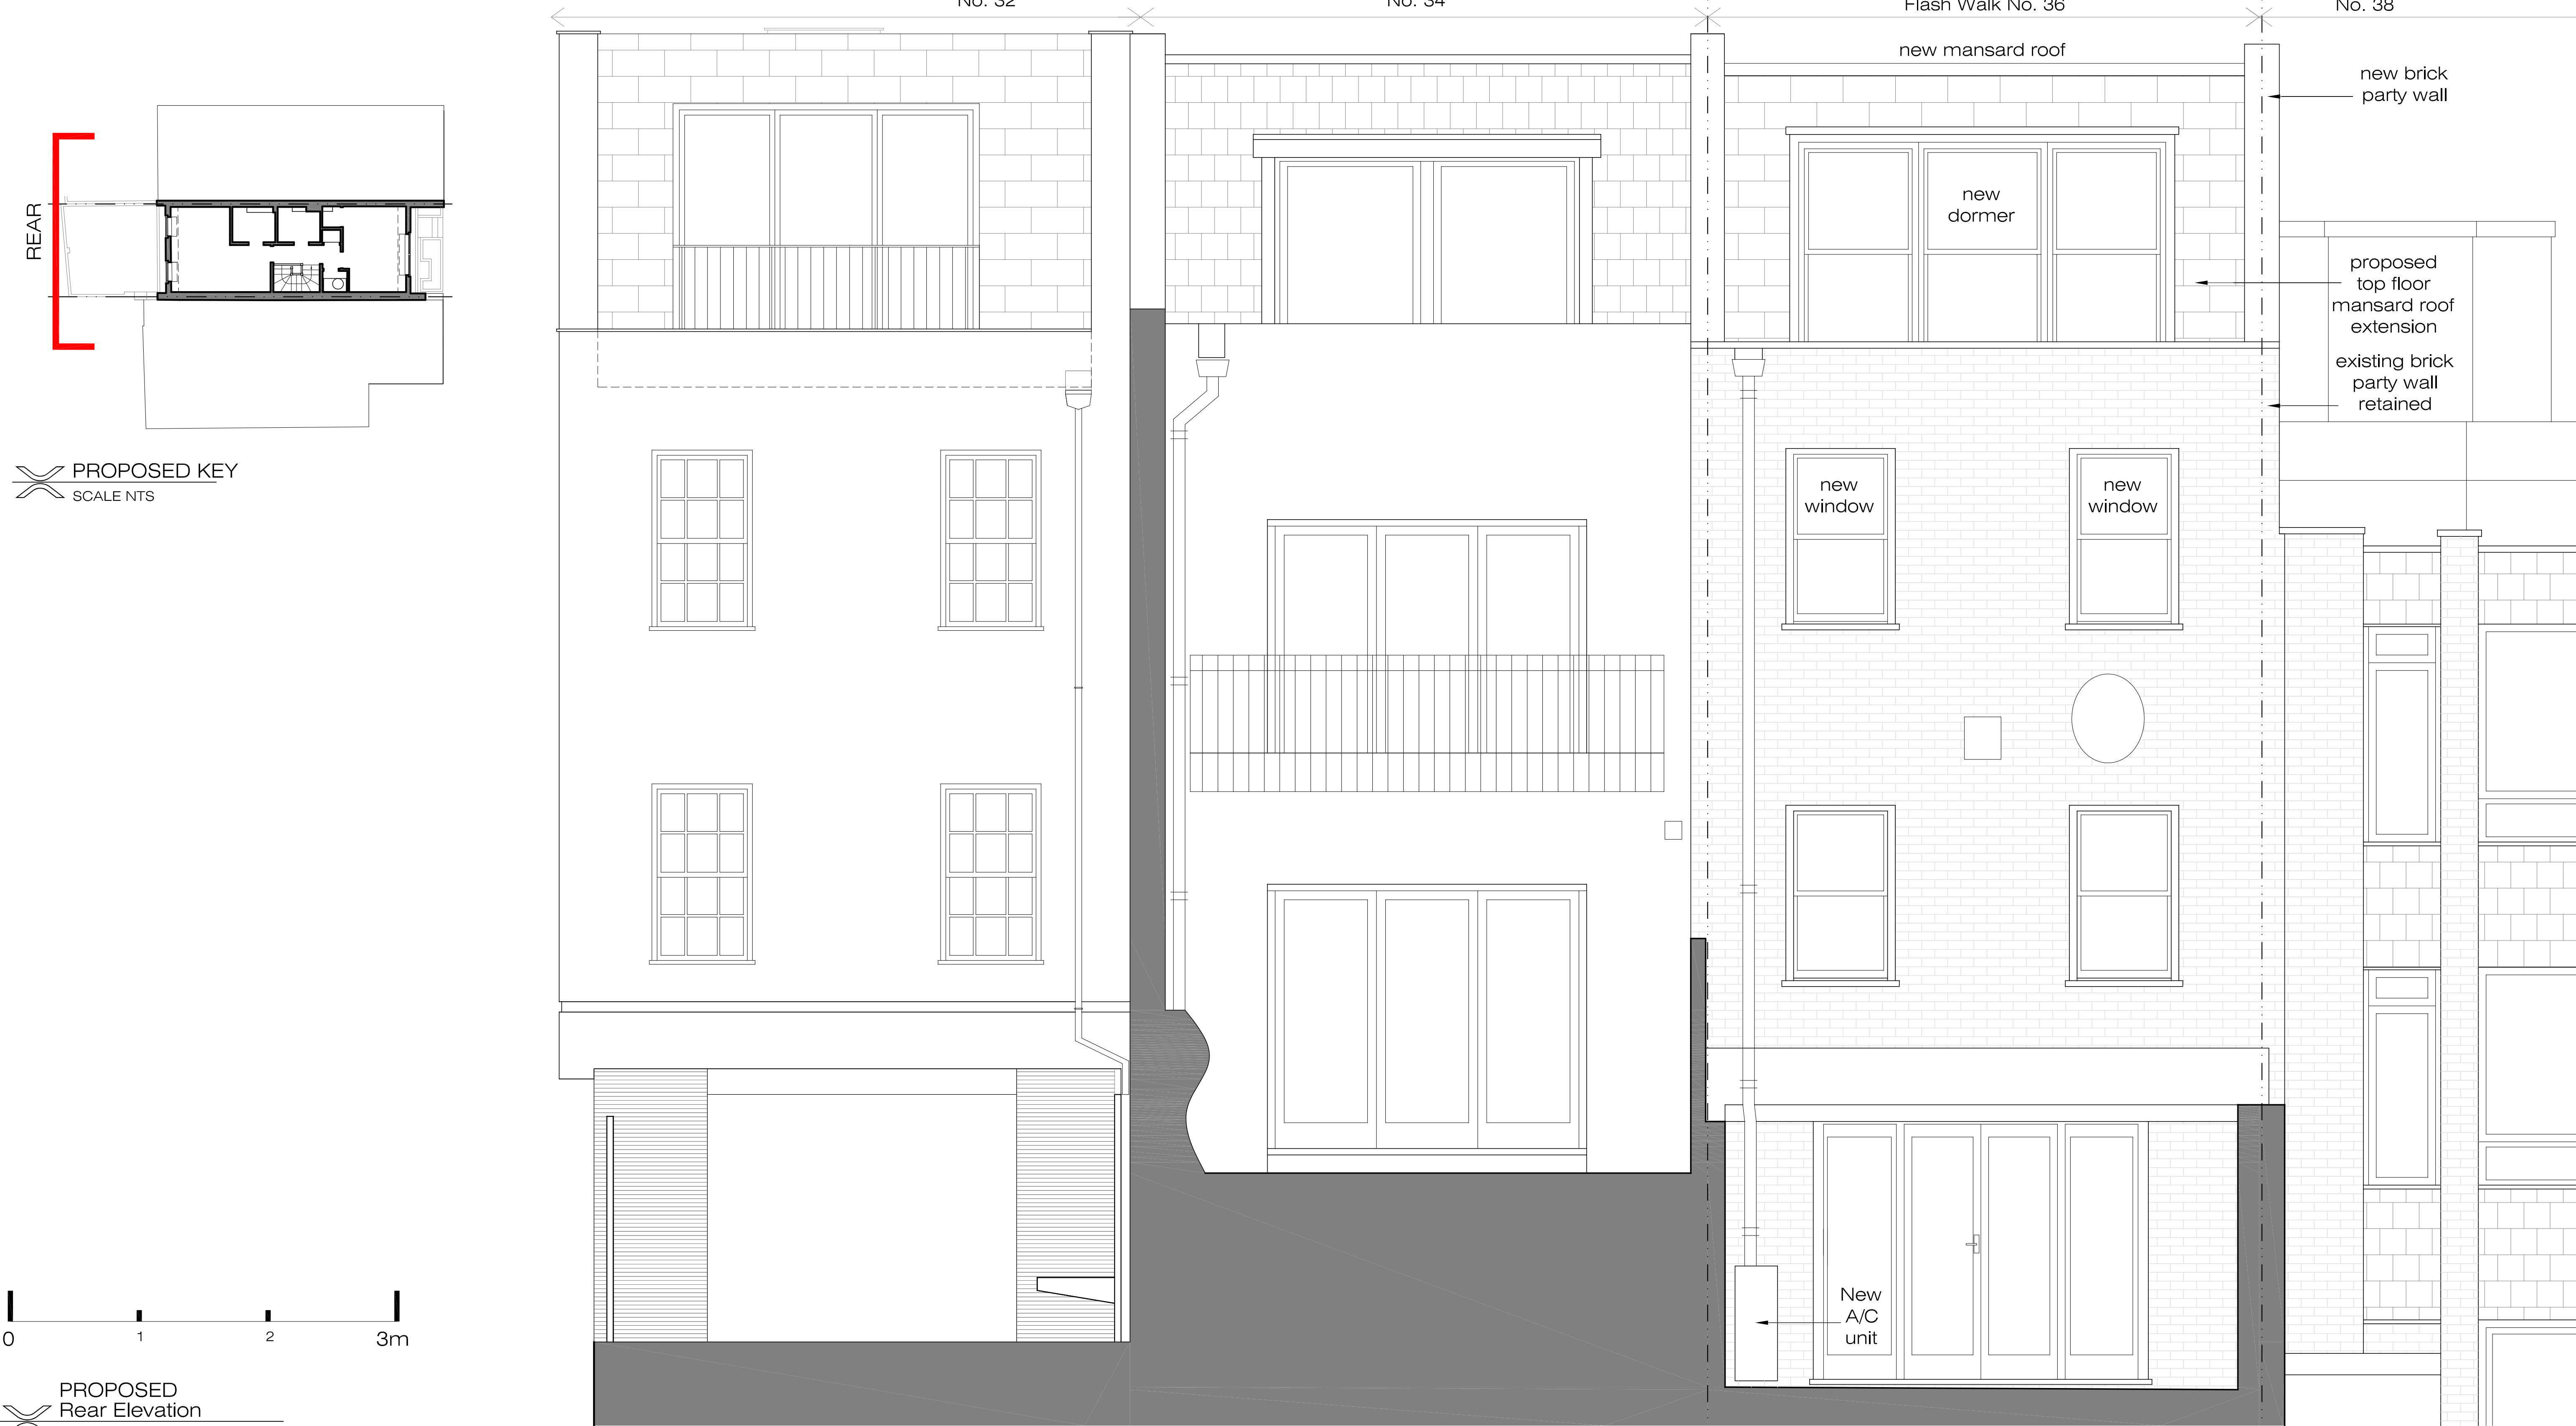 No. 32
No. 34
Flash Walk No. 36
No. 38
new mansard roof
new brick
party wall
new
dormer
proposed
top floor
mansard roof
extension
existing brick
party wall
retained
REAR
PROPOSED KEY
SCALE NTS
new
window
new
window
New
A/C
unit
0
1
2
3m
PROPOSED
Rear Elevation